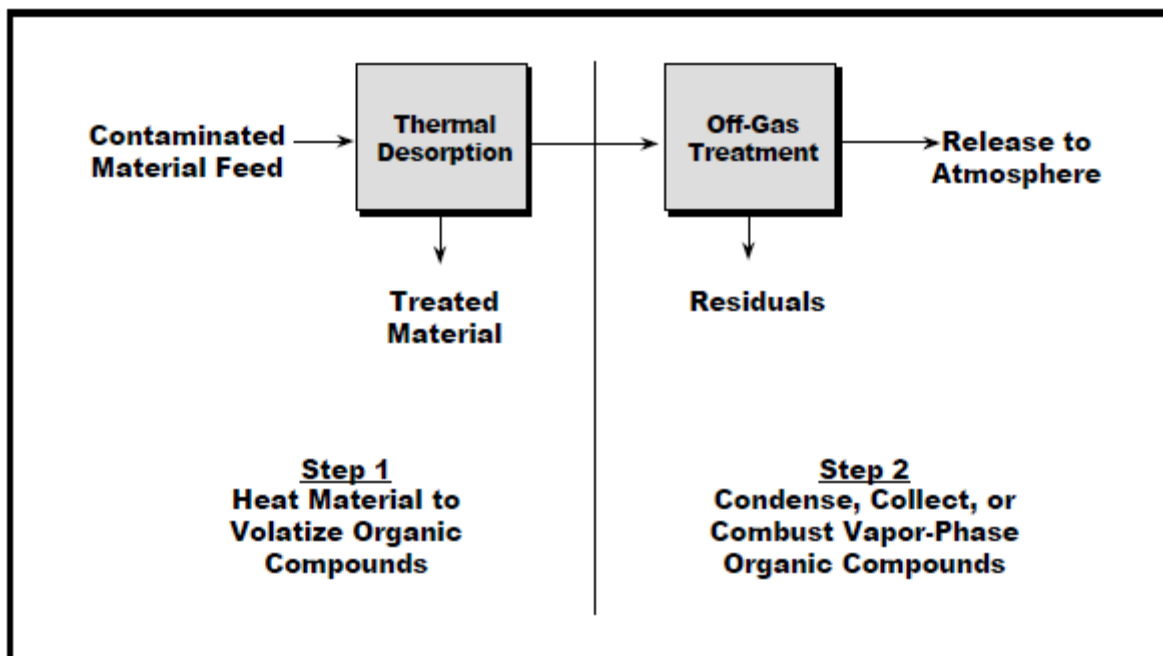 Contaminated
Material Feed
Thermal
Desorption
Off-Gas
Treatment
Release to
Atmosphere
Treated
Material
Residuals
Step 1
Heat Material to
Volatize Organic
Compounds
Step 2
Condense, Collect, or
Combust Vapor-Phase
Organic Compounds